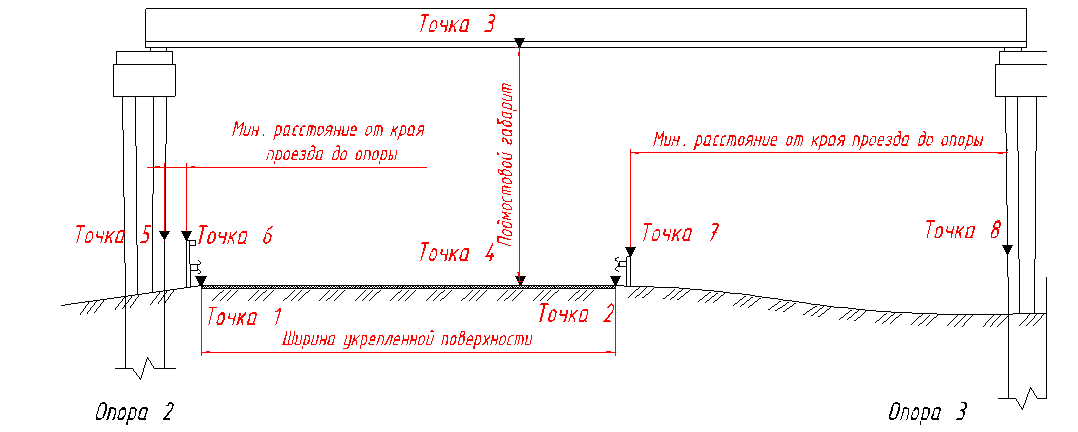 Точка 3
Мин. расстояние от края
проезда до опоры
Мин. расстояние от края проезда до опоры
Подмостовой габарит
Точка 5
Точка 6
Точка 4
Точка 7
Точка 8
Точка 1
Точка 2
Ширина укрепленной поверхности
Опора 2
Опора 3